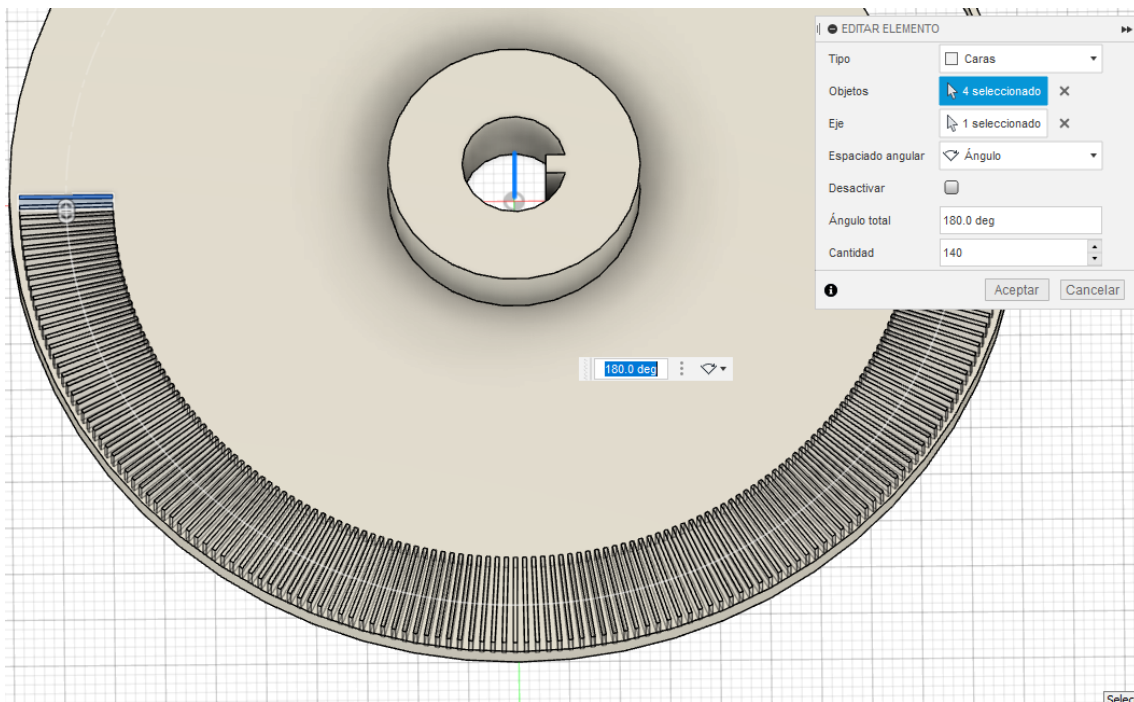 EDITAR ELEMENTO
Tipo Caras
Objetos 4 seleccionado
Eje 1 seleccionado
Espaciado angular Ángulo
Desactivar
Ángulo total 180.0 deg
Cantidad 140
Aceptar Cancelar
180.0 deg
Selec